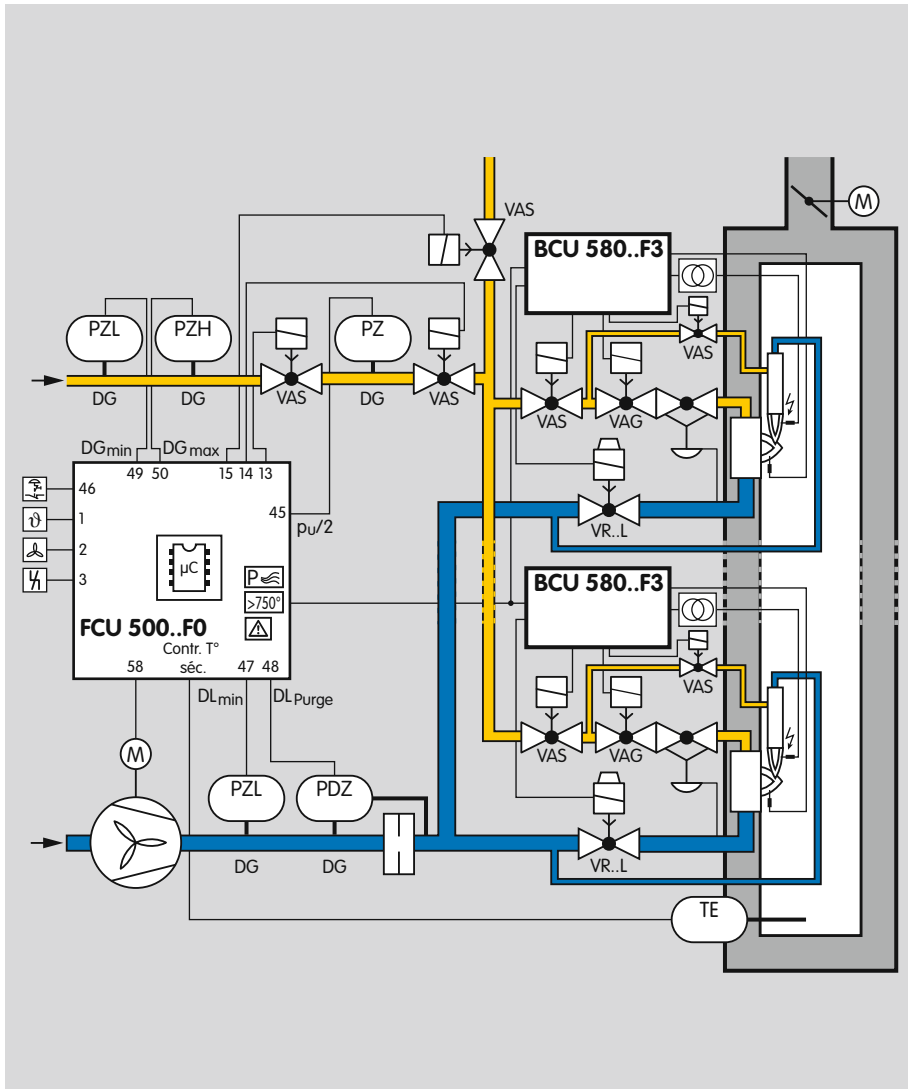 VAS
M
BCU 580..F3
PZL
PZH
PZ
VAS
DG
DG
VAS
DG
VAS
VAS
VAG
DGmin
DGmax
49
50
15
14
13
46
1
2
3
45
pu/2
VR..L
µC
P
>750°
BCU 580..F3
FCU 500..F0
Contr. T°
séc.
58
47
48
DLmin
DLPurge
VAS
VAS
VAG
M
PZL
PDZ
DG
DG
VR..L
TE